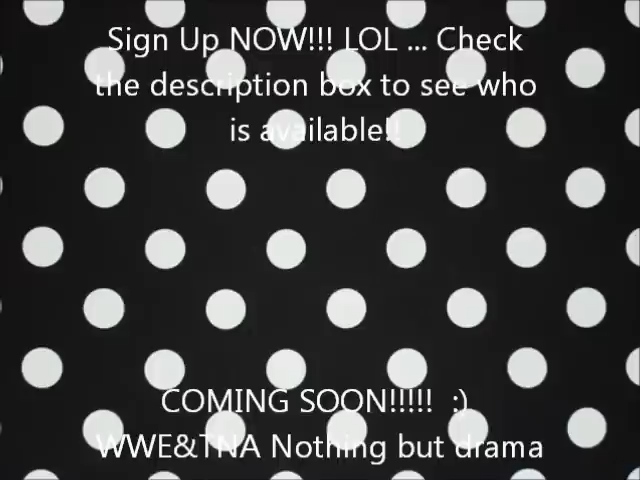 Sign Up NOW!!! LOL ... Check
the description box to see who
is available!!
COMING SOON!!!!!  :)
WWE&TNA Nothing but drama